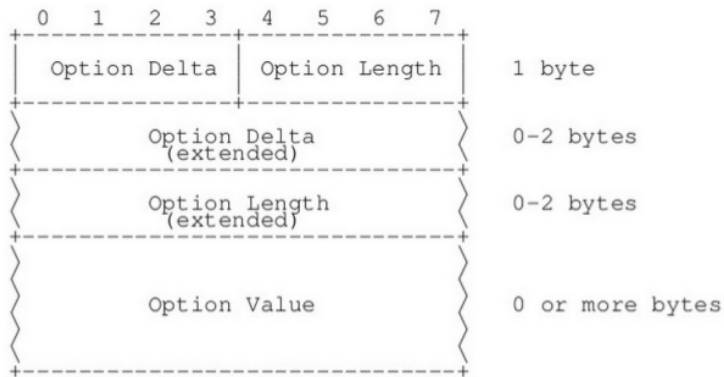 0 1 2 3 4 5 6 7
Option Delta Option Length 1 byte
Option Delta 0-2 bytes
(extended)
Option Length 0-2 bytes
(extended)
Option Value 0 or more bytes